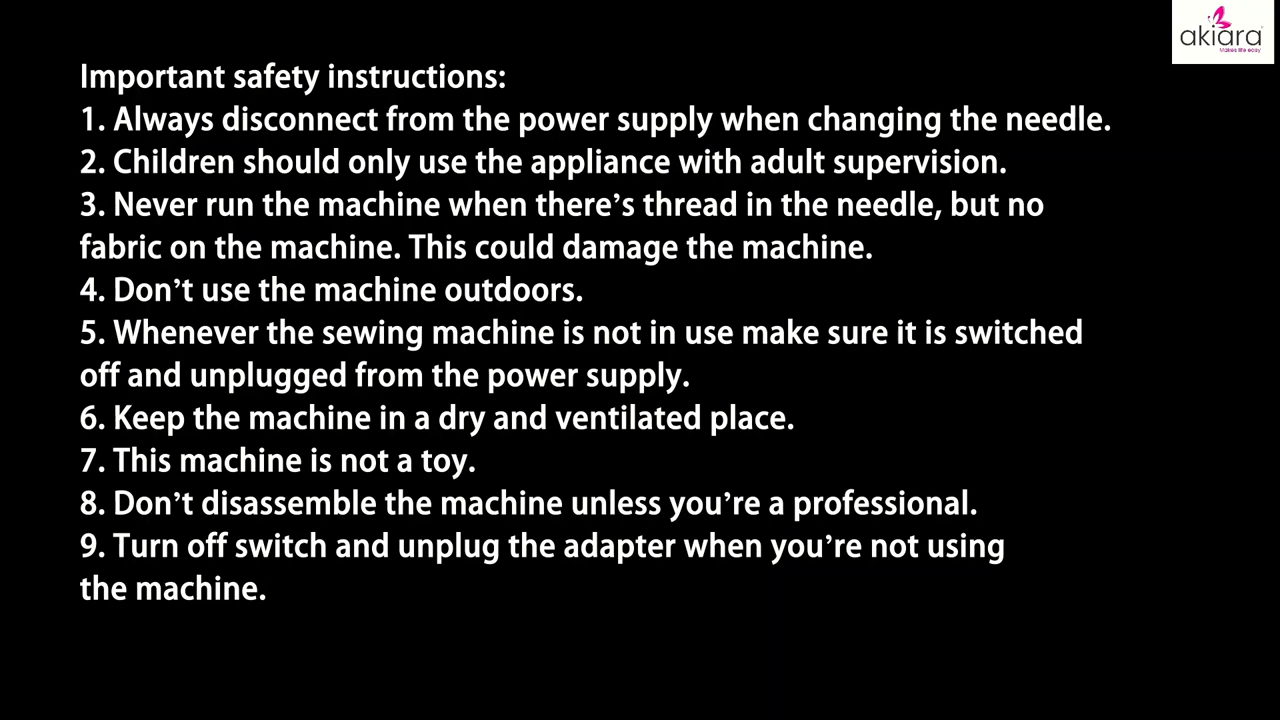 akiara
Makes life easy
Important safety instructions:
1. Always disconnect from the power supply when changing the needle.
2. Children should only use the appliance with adult supervision.
3. Never run the machine when there's thread in the needle, but no
fabric on the machine. This could damage the machine.
4. Don't use the machine outdoors.
5. Whenever the sewing machine is not in use make sure it is switched
off and unplugged from the power supply.
6. Keep the machine in a dry and ventilated place.
7. This machine is not a toy.
8. Don't disassemble the machine unless you're a professional.
9. Turn off switch and unplug the adapter when you're not using
the machine.